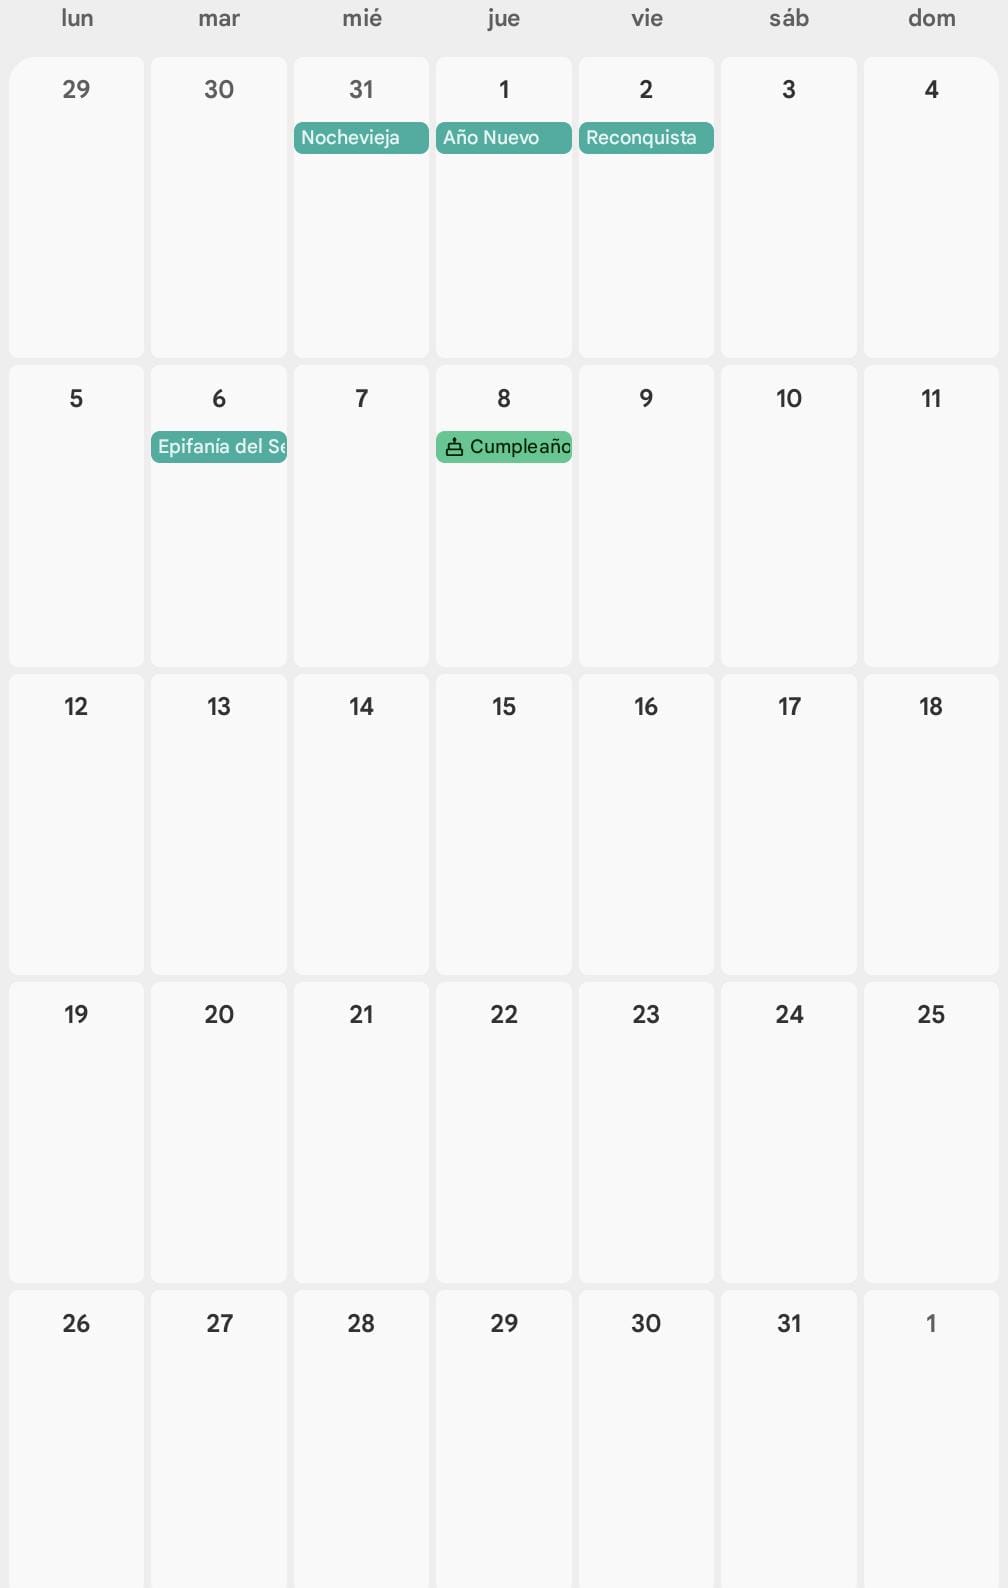 lun mar mié jue vie sáb dom
29 30 31 1 2 3 4
Nochevieja Año Nuevo Reconquista
5 6 7 8 9 10 11
Epifanía del Se Cumpleaño
12 13 14 15 16 17 18
19 20 21 22 23 24 25
26 27 28 29 30 31 1